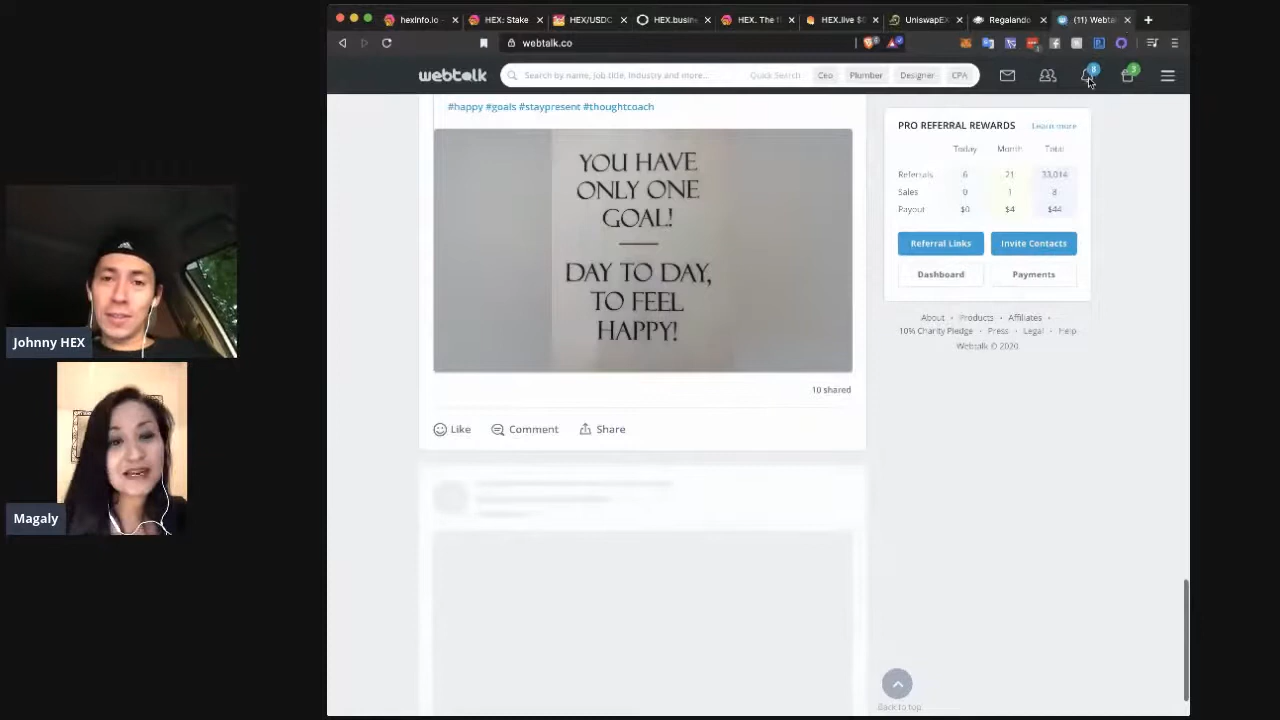 hexinfo.io
HEX: Stake
HEX/USDC
HEX.busine
HEX. The fi
HEX.live $
UniswapEX
Regalando
(11) Webta
webtalk.co
webtalk
Search by name, job title, industry and more...
Quick Search
Ceo
Plumber
Designer
CPA
8
3
#happy #goals #staypresent #thoughtcoach
YOU HAVE
ONLY ONE
GOAL!
DAY TO DAY,
TO FEEL
HAPPY!
10 shared
Like
Comment
Share
PRO REFERRAL REWARDS
Learn more
Today Month Total
Referrals 6 21 33,014
Sales 0 1 8
Payout $0 $4 $44
Referral Links
Invite Contacts
Dashboard
Payments
About • Products • Affiliates •
10% Charity Pledge • Press • Legal • Help
Webtalk © 2020
Back to top
Johnny HEX
Magaly